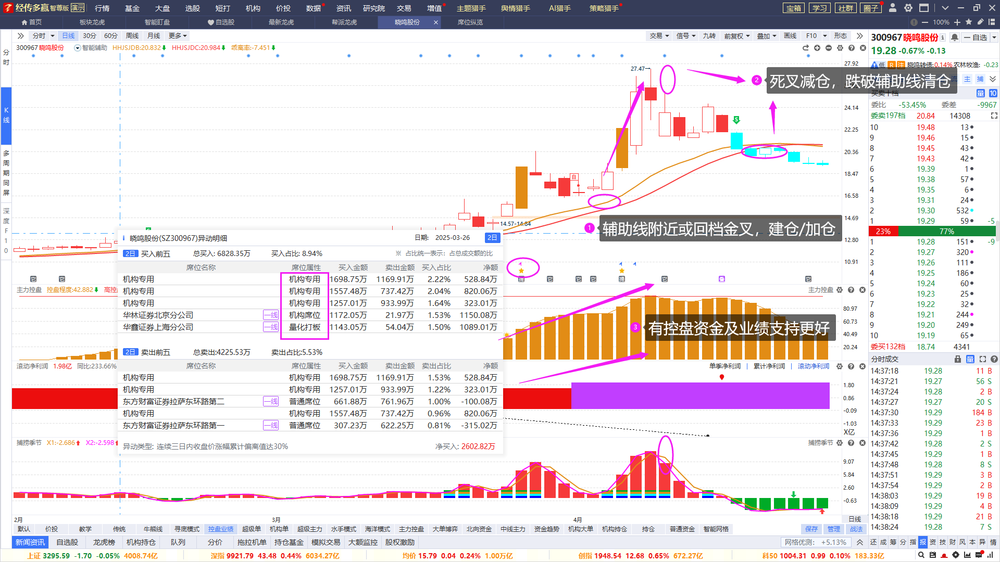 经传多赢 智尊版 演示 行情 基金 大盘 选股 短打 机构 价投 数据 资讯 研究院 交易 增值 主题猎手 舆情猎手 AI猎手 策略猎手 宝箱 学习 社群 圈子
首页 板块龙虎 智能盯盘 自选股 最新龙虎 帮派龙虎 晓鸣股份 席位纵览 100%
分时 日线 30分 60分 周线 月线 更多 交易 信号 九转 前复权 叠加 画线 F10 形态
300967 晓鸣股份 智能辅助 HHJSJDB:20.832 HHJSJDC:20.984 乖离率:-7.451
分时
K线
多周期同屏
深度F10
27.92
24.14
22.25
20.36
18.47
16.58
14.69
12.80
10.91
27.47
14.57-14.84
2 死叉减仓，跌破辅助线清仓
1 辅助线附近或回档金叉，建仓/加仓
3 有控盘资金及业绩支持更好
晓鸣股份(SZ300967)异动明细 日期: 2025-03-26 2日
2日 买入前五 总买入: 6828.35万 买入占比: 8.94% ※ 占比统一表示：占总成交额的比
席位名称 席位属性 买入金额 卖出金额 买入占比 净额
机构专用 机构专用 1698.75万 1169.91万 2.22% 528.84万
机构专用 机构专用 1557.48万 737.42万 2.04% 820.06万
机构专用 机构专用 1257.01万 933.99万 1.64% 323.01万
华林证券北京分公司 一线 机构席位 1172.05万 21.97万 1.53% 1150.08万
华鑫证券上海分公司 一线 量化打板 1143.05万 54.04万 1.50% 1089.01万
2日 卖出前五 总卖出:4225.53万 卖出占比:5.53%
席位名称 席位属性 买入金额 卖出金额 卖出占比 净额
机构专用 机构专用 1698.75万 1169.91万 1.53% 528.84万
机构专用 机构专用 1257.01万 933.99万 1.22% 323.01万
东方财富证券拉萨东环路第二 一线 普通席位 661.88万 761.96万 1.00% -100.08万
机构专用 机构专用 1557.48万 737.42万 0.96% 820.06万
东方财富证券拉萨东环路第一 一线 普通席位 307.23万 622.25万 0.81% -315.02万
异动类型: 连续三日内收盘价涨幅累计偏离值达30% 净买入: 2602.82万
主力控盘 控盘程度:42.882 高控 主力控盘
80.97
60.73
40.49
20.24
滚动净利润 1.98亿 同比:233.66% 单季净利润 累计净利润 滚动净利润
1.80
0.86
-0.09
-1.03
X亿
捕捞季节 X1:-2.686 X2:-2.598 捕捞季节
9.07
5.84
2.60
-0.63
2月 3月 4月 日线
默认 价投 教学 传统 牛能线 寻底模式 控盘业绩 超级单 机构单 超级主力 水手模式 海洋模式 主力控盘 大单博弈 北向资金 中线主力 资金趋势 机构大单 机构持仓 持仓 普通资金 智能网格 保存 管理 战法
新闻资讯 自选股 龙虎榜 机构持仓 队列 分价 拖拉机单 持仓基金 模拟交易 大额监控 股权激励 网格优测: +5.13% 还 成 筹 分 指 报 资 技 财 风 本 异 情
上证 3295.59 -1.70 -0.05% 4008.74亿 深指 9921.79 43.48 0.44% 6034.27亿 均价 15.79 0.04 0.24% 1.00万亿 创指 1948.54 12.68 0.65% 672.27亿 科50 1004.31 0.99 0.10% 183.33亿
300967 晓鸣股份 自选
19.28 -0.67% -0.13
低 R 注 晓鸣转债:0.14% 农林牧渔: -0.23
流 主 捕
买卖十档 量 10
委比 -53.45% 委差 -9967
委卖197档 20.84 14308
10 19.48 13
9 19.46 15
8 19.45 43
7 19.43 42
6 19.39 1
5 19.38 57
4 19.35 6
3 19.31 24
2 19.30 532
1 19.29 59 -5
23% 77%
1 19.28 151 -9
2 19.27 320
3 19.26 111
4 19.25 186
5 19.24 60
6 19.23 25
7 19.22 32
8 19.21 244
9 19.20 249
10 19.19 65
委买132档 18.74 4341
分时成交 量
14:37:18 19.28 11 B
14:37:21 19.27 56 S
14:37:24 19.28 2 B
14:37:27 19.27 20 S
14:37:30 19.28 184 B
14:37:33 19.29 23 B
14:37:36 19.29 1 B
14:37:42 19.28 2 S
14:37:45 19.29 1 B
14:37:48 19.28 8 S
14:37:51 19.29 3 B
14:37:54 19.29 2 B
14:38:03 19.29 19 B
14:38:09 19.29 4 B
14:38:18 19.29 21 B
14:38:24 19.29 7 S